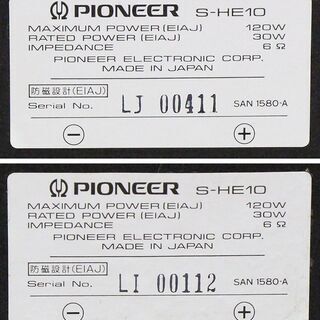 PIONEER S-HE10
MAXIMUM POWER (EIAJ) 120W
RATED POWER (EIAJ) 30W
IMPEDANCE 6 Ω
PIONEER ELECTRONIC CORP.
MADE IN JAPAN
防磁設計(EIAJ)
Serial No. LJ 00411 SAN 1580-A
⊖ ⊕
PIONEER S-HE10
MAXIMUM POWER (EIAJ) 120W
RATED POWER (EIAJ) 30W
IMPEDANCE 6 Ω
PIONEER ELECTRONIC CORP.
MADE IN JAPAN
防磁設計(EIAJ)
Serial No. LI 00112 SAN 1580-A
⊖ ⊕